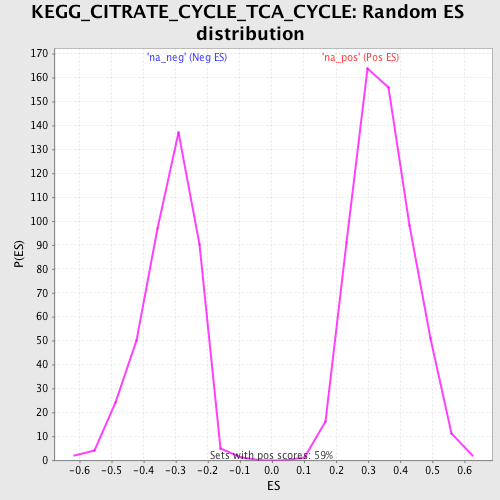 KEGG_CITRATE_CYCLE_TCA_CYCLE: Random ES
distribution
'na_neg' (Neg ES)
'na_pos' (Pos ES)
170
160
150
140
130
120
110
100
90
80
70
60
50
40
30
20
10
0
P(ES)
Sets with pos scores: 59%
-0.6 -0.5 -0.4 -0.3 -0.2 -0.1 0.0 0.1 0.2 0.3 0.4 0.5 0.6
ES